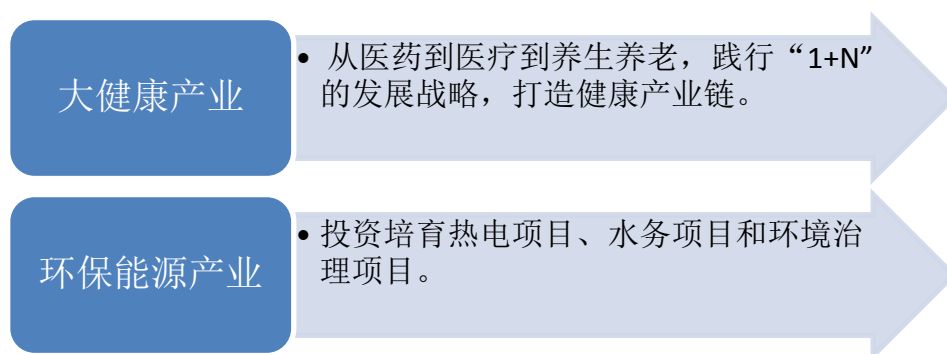 大健康产业
• 从医药到医疗到养生养老，践行“1+N”
的发展战略，打造健康产业链。
环保能源产业
• 投资培育热电项目、水务项目和环境治
理项目。